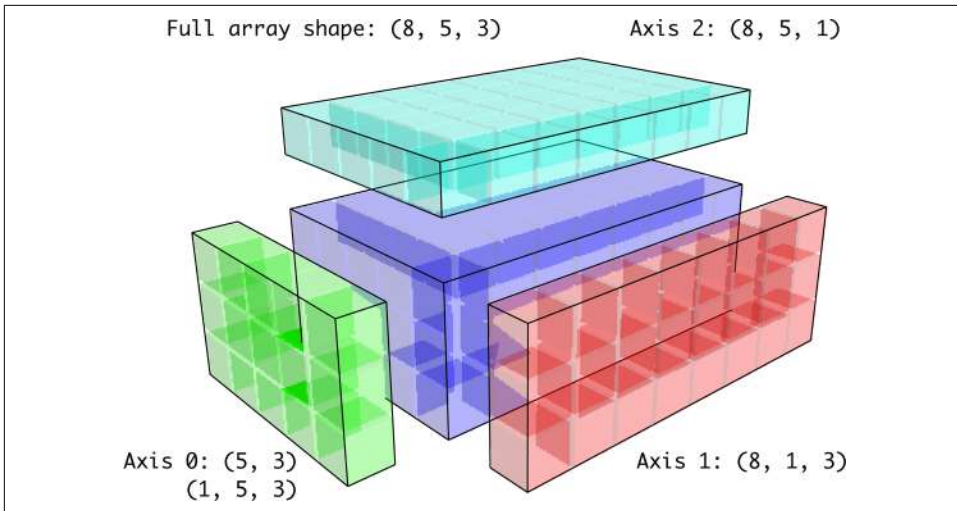 Full array shape: (8, 5, 3)
Axis 2: (8, 5, 1)
Axis 0: (5, 3)
(1, 5, 3)
Axis 1: (8, 1, 3)